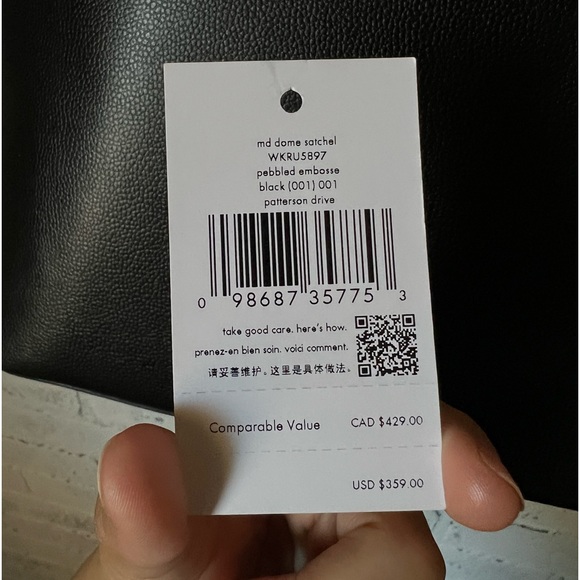 md dome satchel
WKRU5897
pebbled embosse
black (001) 001
patterson drive
0 98687 35775 3
take good care. here's how.
prenez-en bien soin. voici comment.
请妥善维护。这里是具体做法。
Comparable Value CAD $429.00
USD $359.00